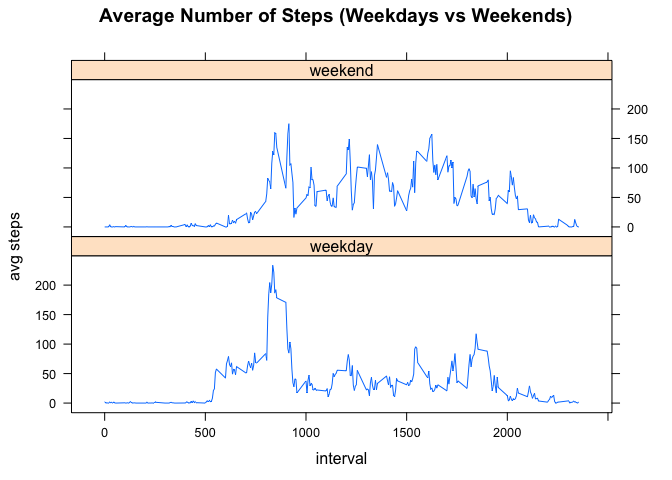 Average Number of Steps (Weekdays vs Weekends)
weekend
200
150
100
50
0
weekday
200
150
100
50
0
avg steps
0 500 1000 1500 2000
interval